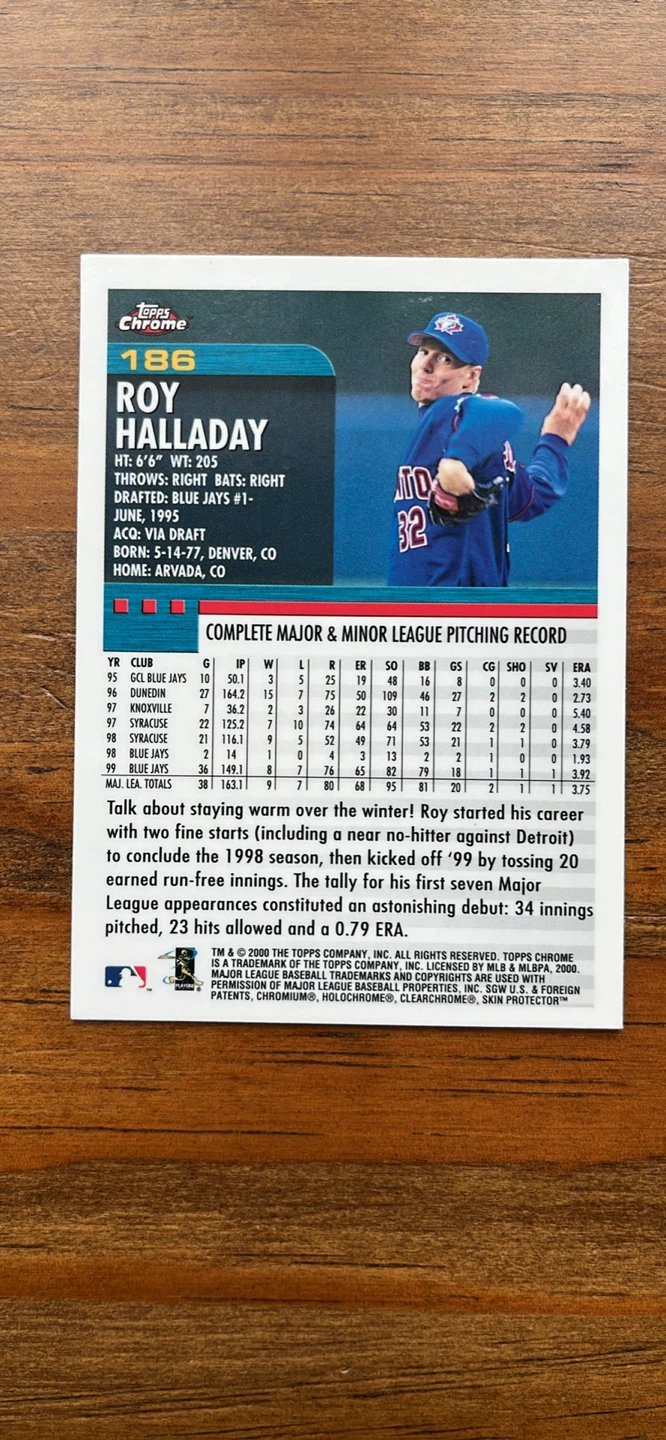 Topps
Chrome™
186
ROY
HALLADAY
HT: 6'6" WT: 205
THROWS: RIGHT BATS: RIGHT
DRAFTED: BLUE JAYS #1-
JUNE, 1995
ACQ: VIA DRAFT
BORN: 5-14-77, DENVER, CO
HOME: ARVADA, CO
NTO
32
COMPLETE MAJOR & MINOR LEAGUE PITCHING RECORD
YR CLUB G IP W L R ER SO BB GS CG SHO SV ERA
95 GCL BLUE JAYS 10 50.1 3 5 25 19 48 16 8 0 0 0 3.40
96 DUNEDIN 27 164.2 15 7 75 50 109 46 27 2 2 0 2.73
97 KNOXVILLE 7 36.2 2 3 26 22 30 11 7 0 0 0 5.40
97 SYRACUSE 22 125.2 7 10 74 64 64 53 22 2 2 0 4.58
98 SYRACUSE 21 116.1 9 5 52 49 71 53 21 1 1 0 3.79
98 BLUE JAYS 2 14 1 0 4 3 13 2 2 1 0 0 1.93
99 BLUE JAYS 36 149.1 8 7 76 65 82 79 18 1 1 1 3.92
MAJ. LEA. TOTALS 38 163.1 9 7 80 68 95 81 20 2 1 1 3.75
Talk about staying warm over the winter! Roy started his career
with two fine starts (including a near no-hitter against Detroit)
to conclude the 1998 season, then kicked off '99 by tossing 20
earned run-free innings. The tally for his first seven Major
League appearances constituted an astonishing debut: 34 innings
pitched, 23 hits allowed and a 0.79 ERA.
PLAYERS
TM & © 2000 THE TOPPS COMPANY, INC. ALL RIGHTS RESERVED. TOPPS CHROME
IS A TRADEMARK OF THE TOPPS COMPANY, INC. LICENSED BY MLB & MLBPA, 2000.
MAJOR LEAGUE BASEBALL TRADEMARKS AND COPYRIGHTS ARE USED WITH
PERMISSION OF MAJOR LEAGUE BASEBALL PROPERTIES, INC. SGW U.S. & FOREIGN
PATENTS, CHROMIUM®, HOLOCHROME®, CLEARCHROME®, SKIN PROTECTOR™